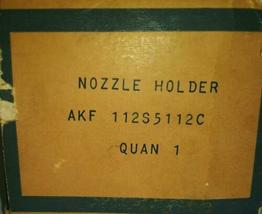 NOZZLE HOLDER
AKF 112S5112C
QUAN 1